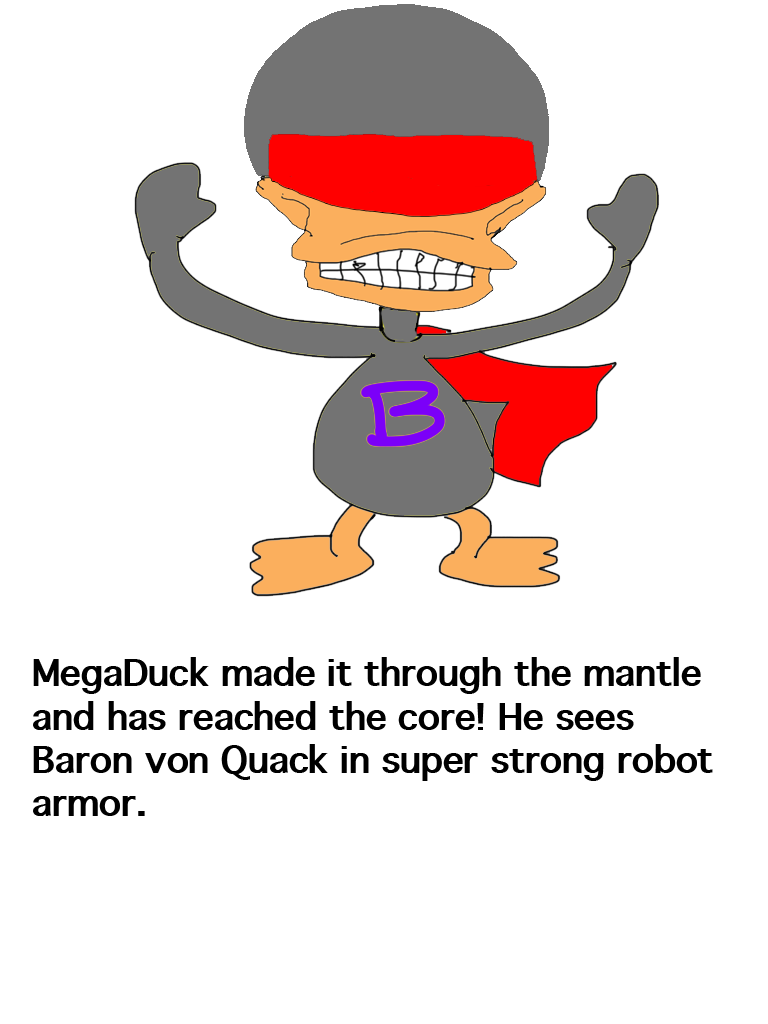 B
MegaDuck made it through the mantle
and has reached the core! He sees
Baron von Quack in super strong robot
armor.